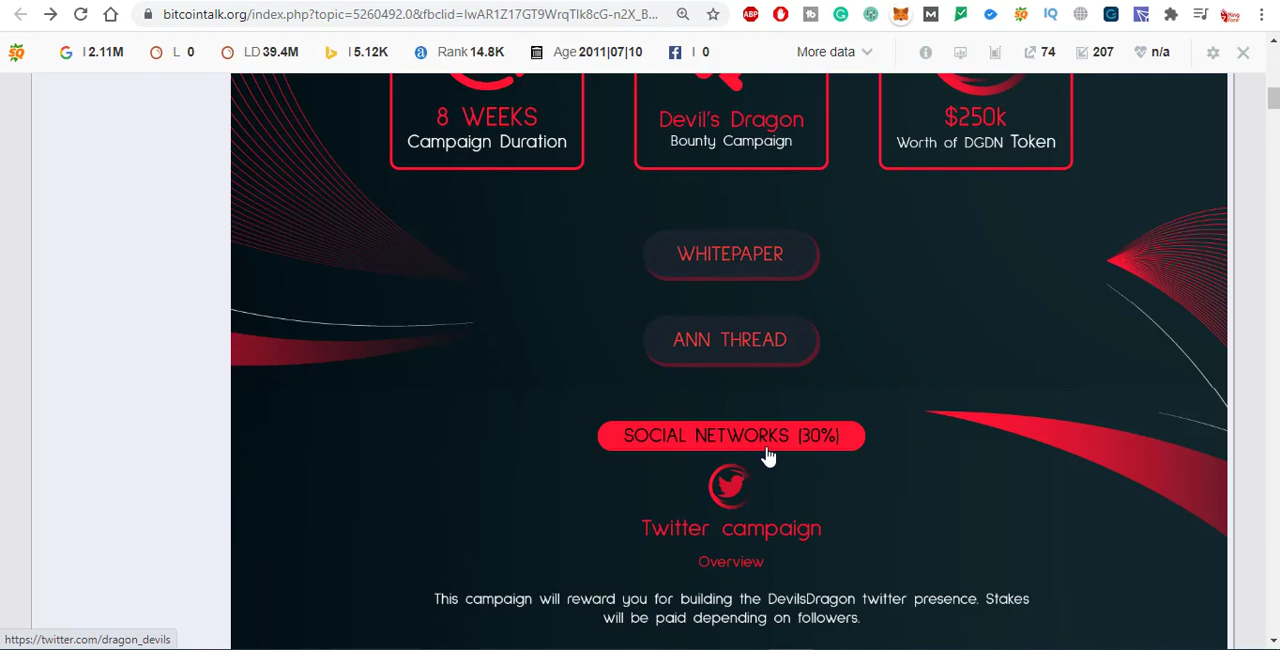 bitcointalk.org/index.php?topic=5260492.0&fbclid=IwAR1Z17GT9WrqTlk8cG-n2X_B...
I 2.11M L 0 LD 39.4M I 5.12K Rank 14.8K Age 2011|07|10 I 0 More data 74 207 n/a
8 WEEKS
Campaign Duration
Devil's Dragon
Bounty Campaign
$250k
Worth of DGDN Token
WHITEPAPER
ANN THREAD
SOCIAL NETWORKS (30%)
Twitter campaign
Overview
This campaign will reward you for building the DevilsDragon twitter presence. Stakes
will be paid depending on followers.
https://twitter.com/dragon_devils